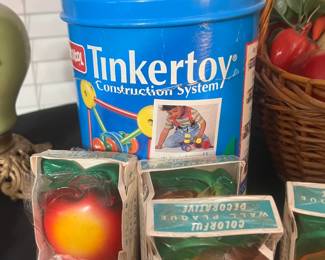 Tinkertoy®
Construction System
COLORFUL
WALL PLAQUE
DECORATIVE